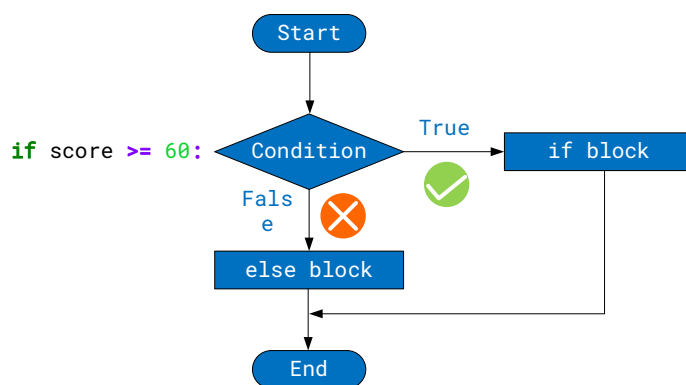 Start
if score >= 60:
Condition
True
if block
Fals
e
else block
End